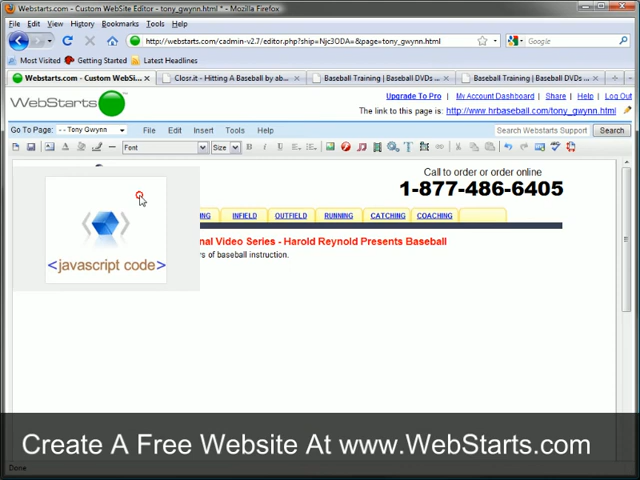 Webstarts.com - Custom WebSite Editor - tony_gwynn.html * - Mozilla Firefox
File Edit View History Bookmarks Tools Help
http://webstarts.com/cadmin-v2.7/editor.php?ship=Njc3ODA=&page=tony_gwynn.html
Google
Most Visited Getting Started Latest Headlines
Webstarts.com - Custom WebSi...
Closr.it - Hitting A Baseball by ab...
Baseball Training | Baseball DVDs ...
Baseball Training | Baseball DVDs ...
WebStarts
Upgrade To Pro | My Account Dashboard | Share | Help | Log Out
The link to this page is: http://www.hrbaseball.com/tony_gwynn.html
Go To Page: -- Tony Gwynn File Edit Insert Tools Help Search Webstarts Support Search
Font Size B I U
Call to order or order online
1-877-486-6405
NG INFIELD OUTFIELD RUNNING CATCHING COACHING
nal Video Series - Harold Reynold Presents Baseball
rs of baseball instruction.
<javascript code>
Create A Free Website At www.WebStarts.com
Done